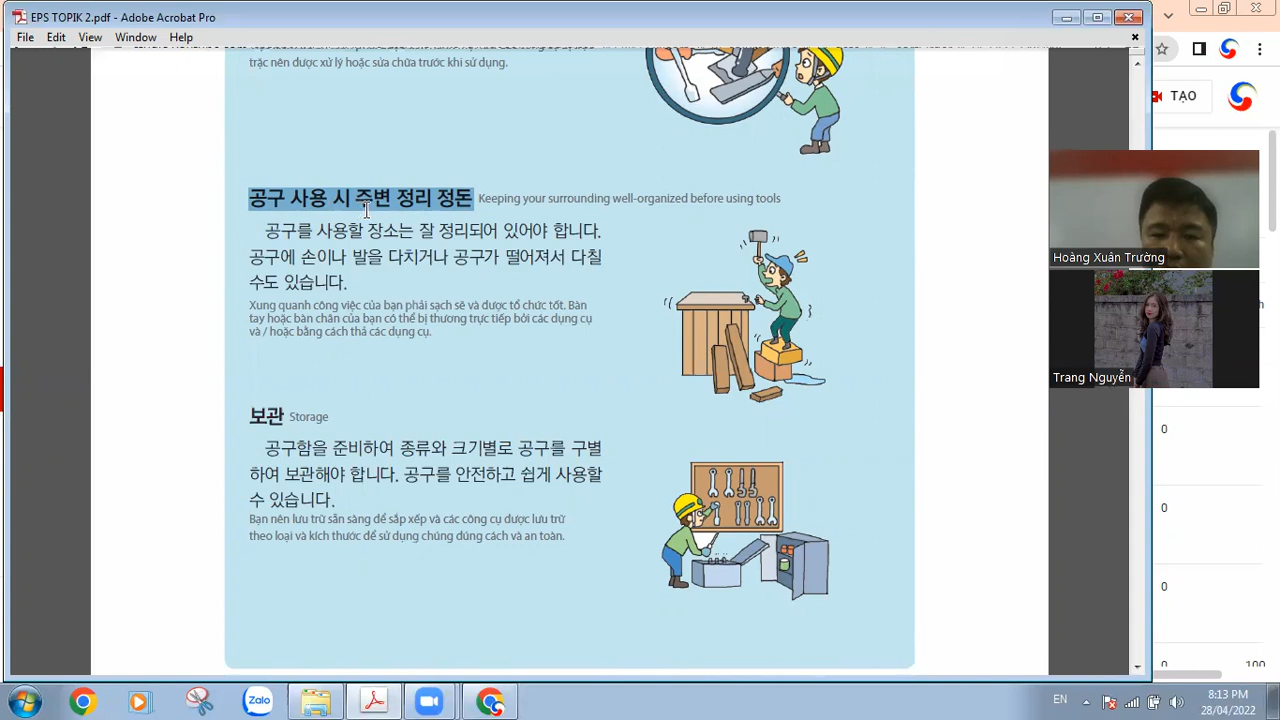 EPS TOPIK 2.pdf - Adobe Acrobat Pro
File Edit View Window Help
trặc nên được xử lý hoặc sửa chữa trước khi sử dụng.
공구 사용 시 주변 정리 정돈 Keeping your surrounding well-organized before using tools
공구를 사용할 장소는 잘 정리되어 있어야 합니다.
공구에 손이나 발을 다치거나 공구가 떨어져서 다칠
수도 있습니다.
Xung quanh công việc của bạn phải sạch sẽ và được tổ chức tốt. Bàn
tay hoặc bàn chân của bạn có thể bị thương trực tiếp bởi các dụng cụ
và / hoặc bằng cách thả các dụng cụ.
보관 Storage
공구함을 준비하여 종류와 크기별로 공구를 구별
하여 보관해야 합니다. 공구를 안전하고 쉽게 사용할
수 있습니다.
Bạn nên lưu trữ sẵn sàng để sắp xếp và các công cụ được lưu trữ
theo loại và kích thước để sử dụng chúng đúng cách và an toàn.
TẠO
Hoàng Xuân Trường
Trang Nguyễn
0
0
0
0
100
Zalo
EN
8:13 PM
28/04/2022